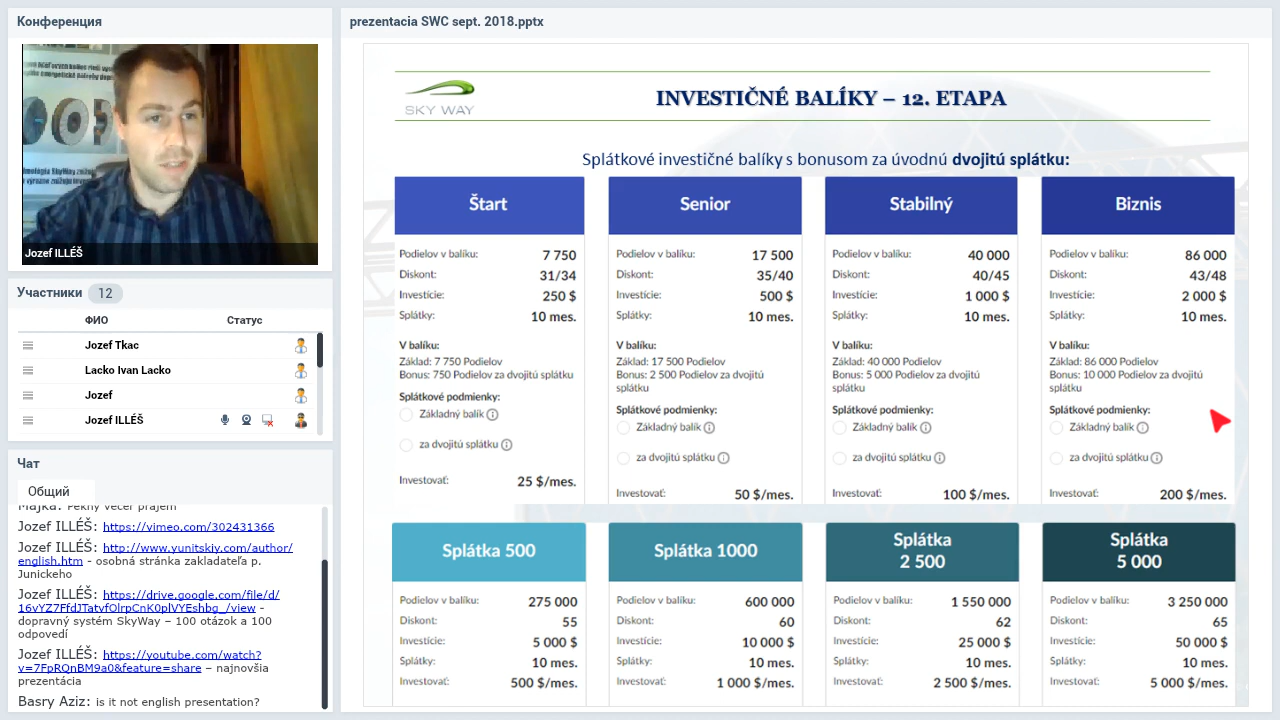 Конференция
Jozef ILLÉŠ
Участники 12
ФИО Статус
Jozef Tkac
Lacko Ivan Lacko
Jozef
Jozef ILLÉŠ
Чат
Общий
Majka: Pekný večer prajem
Jozef ILLÉŠ: https://vimeo.com/302431366
Jozef ILLÉŠ: http://www.yunitskiy.com/author/
english.htm - osobná stránka zakladateľa p.
Junickeho
Jozef ILLÉŠ: https://drive.google.com/file/d/
16vYZ7FfdJTatvfOlrpCnK0plVYEshbg_/view -
dopravný systém SkyWay – 100 otázok a 100
odpovedí
Jozef ILLÉŠ: https://youtube.com/watch?
v=7FpRQnBM9a0&feature=share – najnovšia
prezentácia
Basry Aziz: is it not english presentation?
prezentacia SWC sept. 2018.pptx
SKY WAY
INVESTIČNÉ BALÍKY – 12. ETAPA
Splátkové investičné balíky s bonusom za úvodnú dvojitú splátku:
Štart
Podielov v balíku: 7 750
Diskont: 31/34
Investície: 250 $
Splátky: 10 mes.
V balíku:
Základ: 7 750 Podielov
Bonus: 750 Podielov za dvojitú splátku
Splátkové podmienky:
Základný balík
za dvojitú splátku
Investovať: 25 $/mes.
Senior
Podielov v balíku: 17 500
Diskont: 35/40
Investície: 500 $
Splátky: 10 mes.
V balíku:
Základ: 17 500 Podielov
Bonus: 2 500 Podielov za dvojitú
splátku
Splátkové podmienky:
Základný balík
za dvojitú splátku
Investovať: 50 $/mes.
Stabilný
Podielov v balíku: 40 000
Diskont: 40/45
Investície: 1 000 $
Splátky: 10 mes.
V balíku:
Základ: 40 000 Podielov
Bonus: 5 000 Podielov za dvojitú
splátku
Splátkové podmienky:
Základný balík
za dvojitú splátku
Investovať: 100 $/mes.
Biznis
Podielov v balíku: 86 000
Diskont: 43/48
Investície: 2 000 $
Splátky: 10 mes.
V balíku:
Základ: 86 000 Podielov
Bonus: 10 000 Podielov za dvojitú
splátku
Splátkové podmienky:
Základný balík
za dvojitú splátku
Investovať: 200 $/mes.
Splátka 500
Podielov v balíku: 275 000
Diskont: 55
Investície: 5 000 $
Splátky: 10 mes.
Investovať: 500 $/mes.
Splátka 1000
Podielov v balíku: 600 000
Diskont: 60
Investície: 10 000 $
Splátky: 10 mes.
Investovať: 1 000 $/mes.
Splátka
2 500
Podielov v balíku: 1 550 000
Diskont: 62
Investície: 25 000 $
Splátky: 10 mes.
Investovať: 2 500 $/mes.
Splátka
5 000
Podielov v balíku: 3 250 000
Diskont: 65
Investície: 50 000 $
Splátky: 10 mes.
Investovať: 5 000 $/mes.